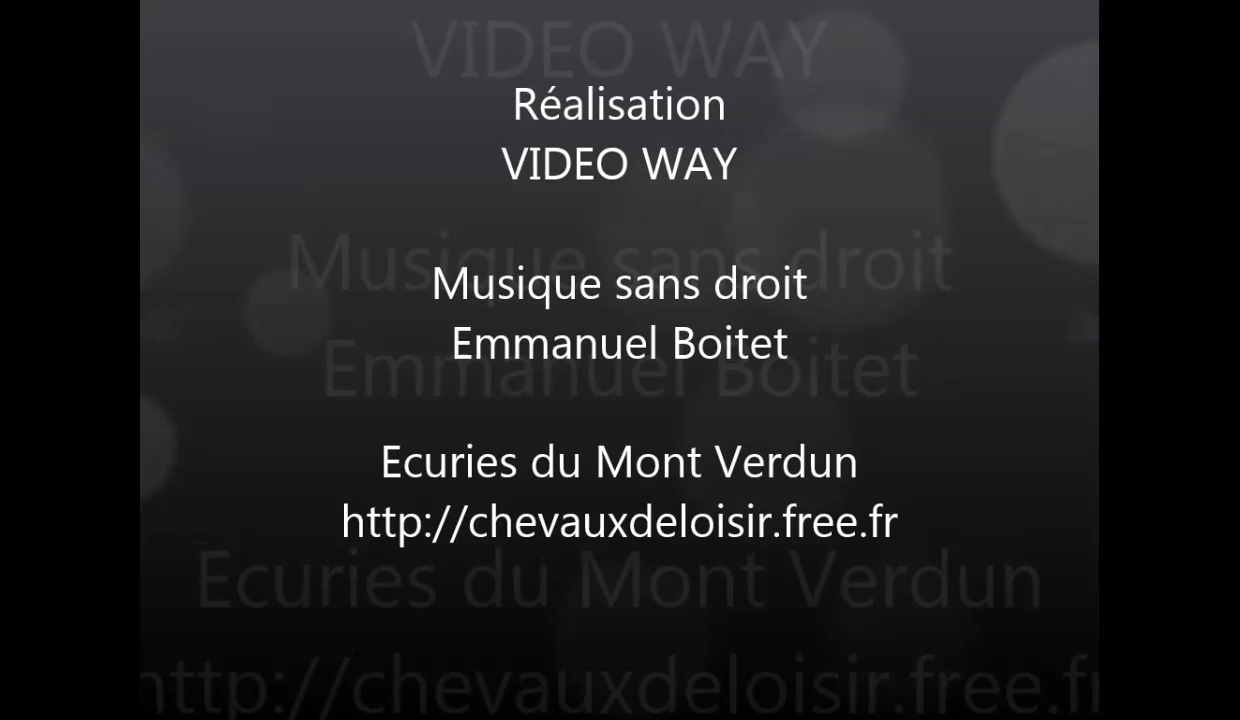 Réalisation
VIDEO WAY
Musique sans droit
Emmanuel Boitet
Ecuries du Mont Verdun
http://chevauxdeloisir.free.fr